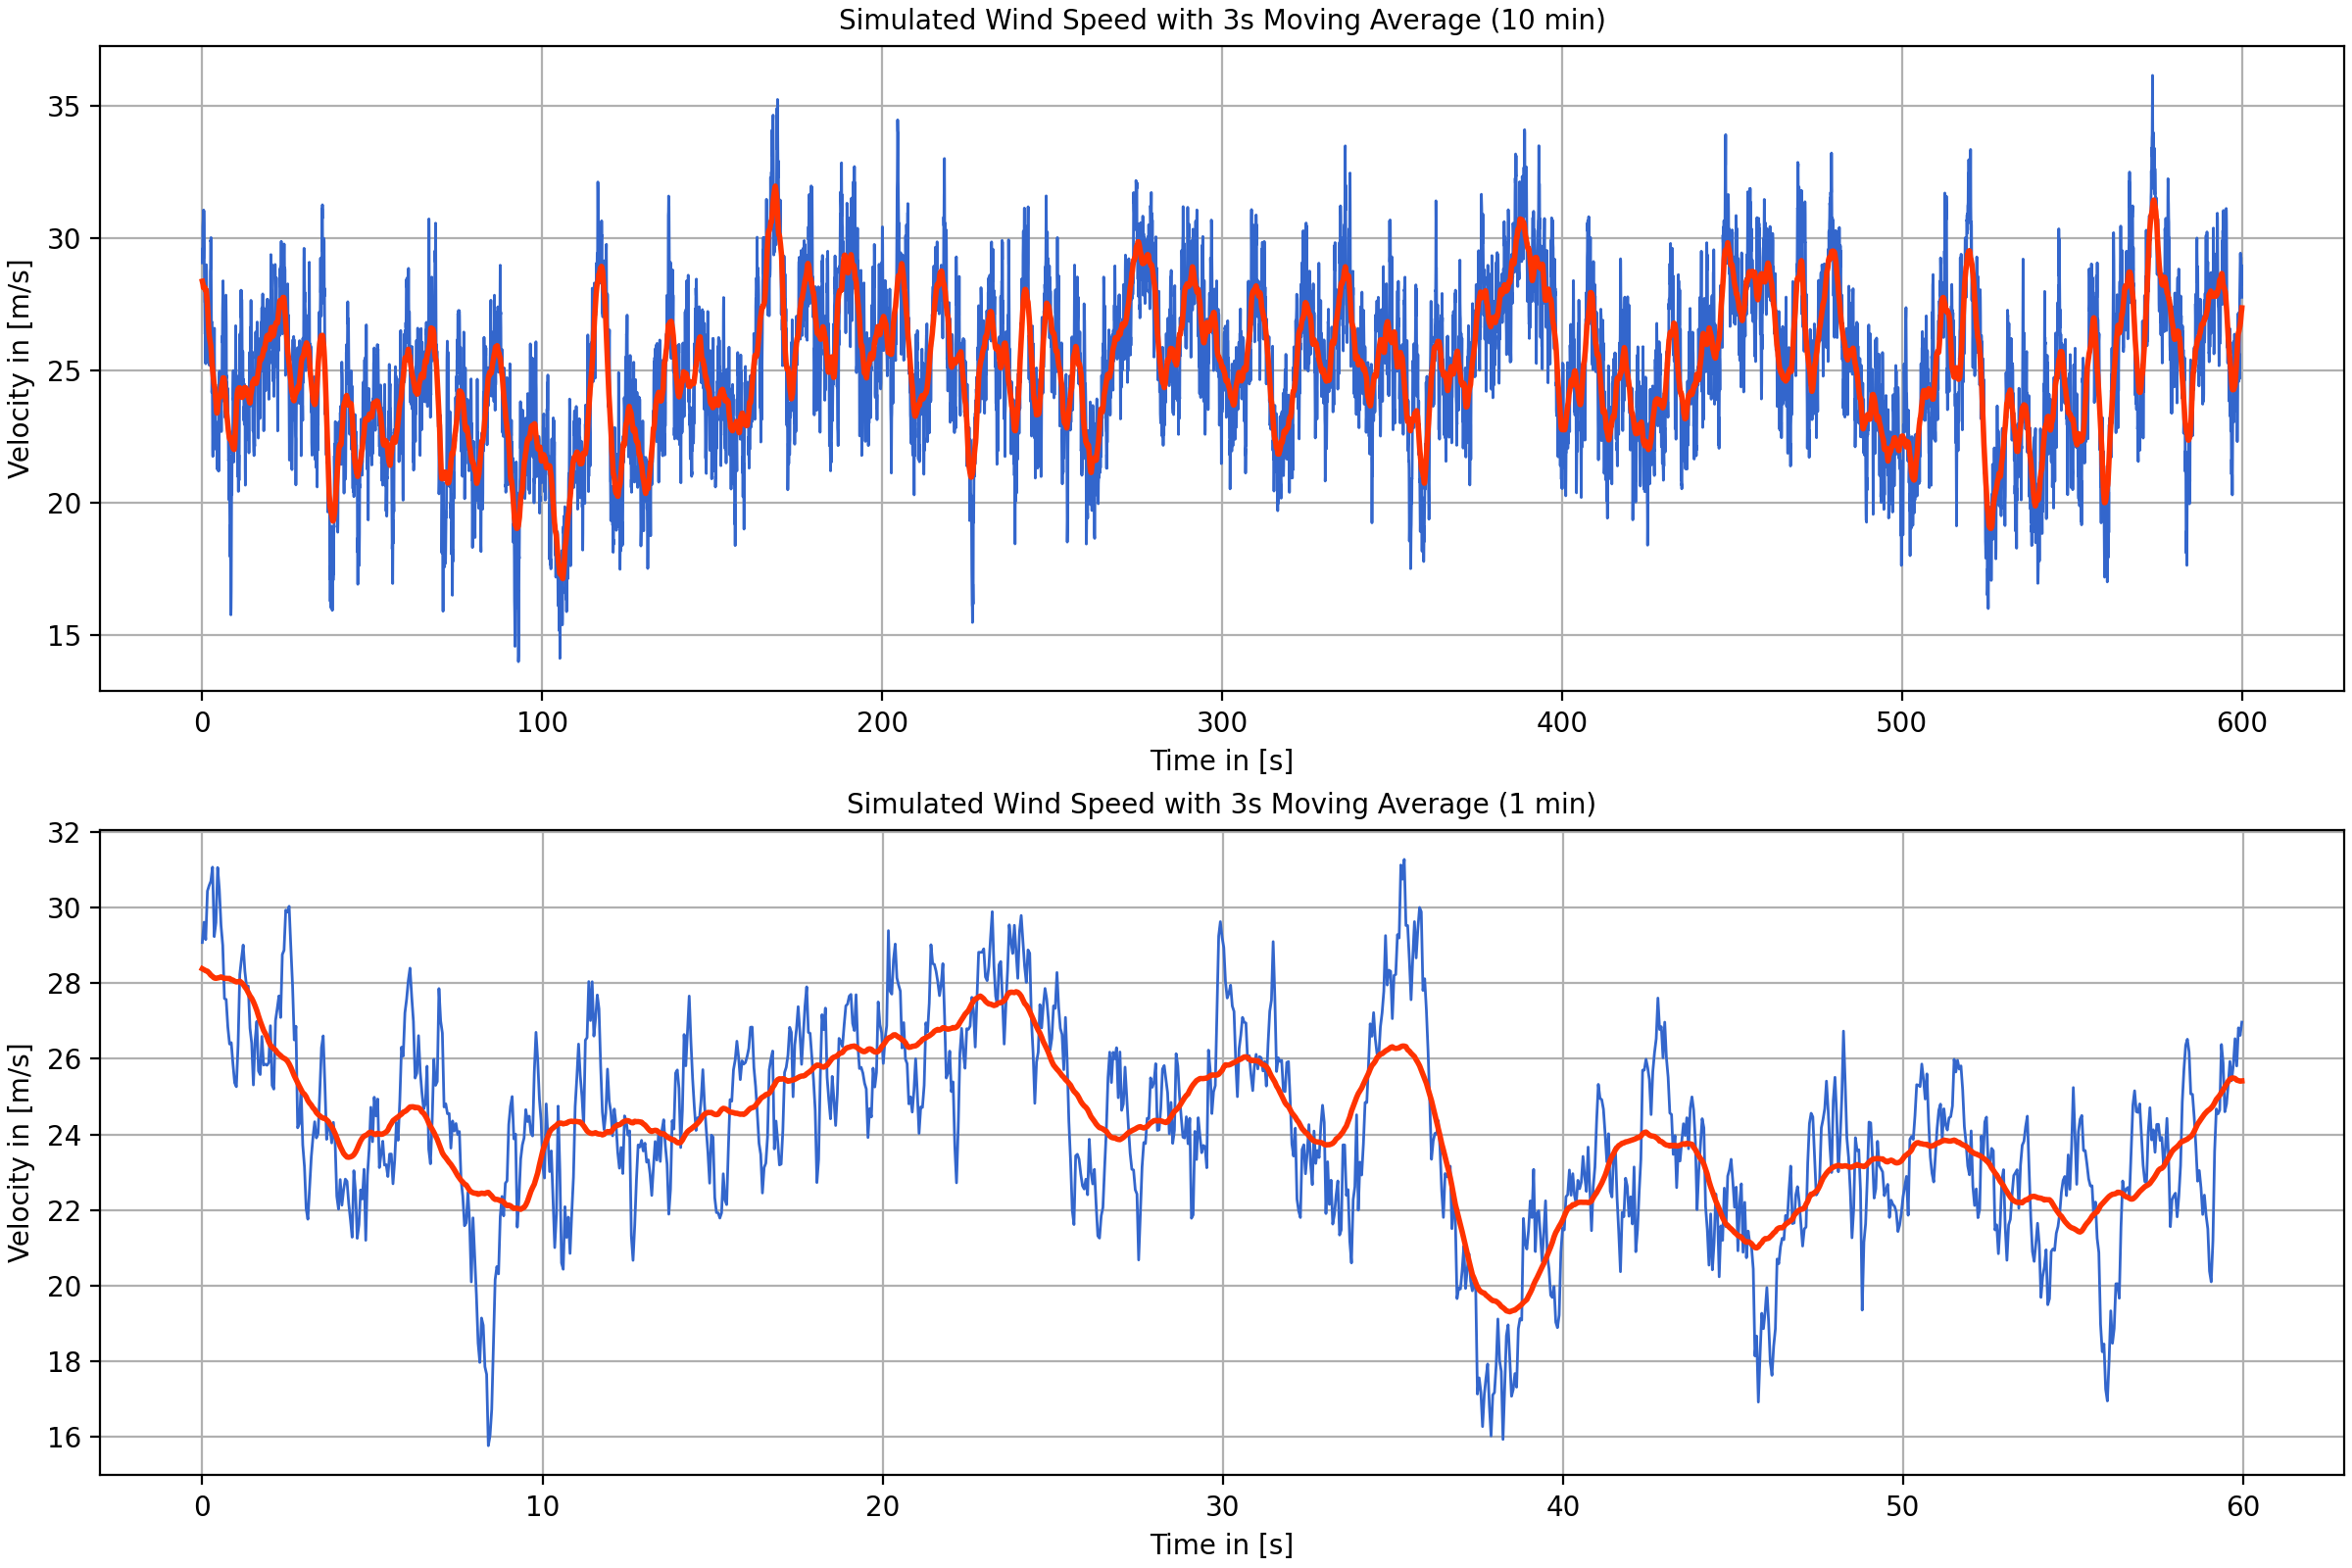 Simulated Wind Speed with 3s Moving Average (10 min)
Velocity in [m/s]
35
30
25
20
15
0 100 200 300 400 500 600
Time in [s]
Simulated Wind Speed with 3s Moving Average (1 min)
Velocity in [m/s]
32
30
28
26
24
22
20
18
16
0 10 20 30 40 50 60
Time in [s]